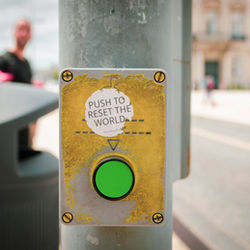 PUSH TO
RESET THE
WORLD